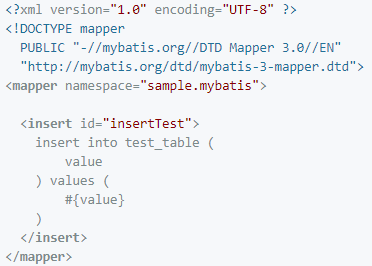 <?xml version="1.0" encoding="UTF-8" ?>
<!DOCTYPE mapper
  PUBLIC "-//mybatis.org//DTD Mapper 3.0//EN"
  "http://mybatis.org/dtd/mybatis-3-mapper.dtd">
<mapper namespace="sample.mybatis">

  <insert id="insertTest">
    insert into test_table (
        value
    ) values (
        #{value}
    )
  </insert>
</mapper>